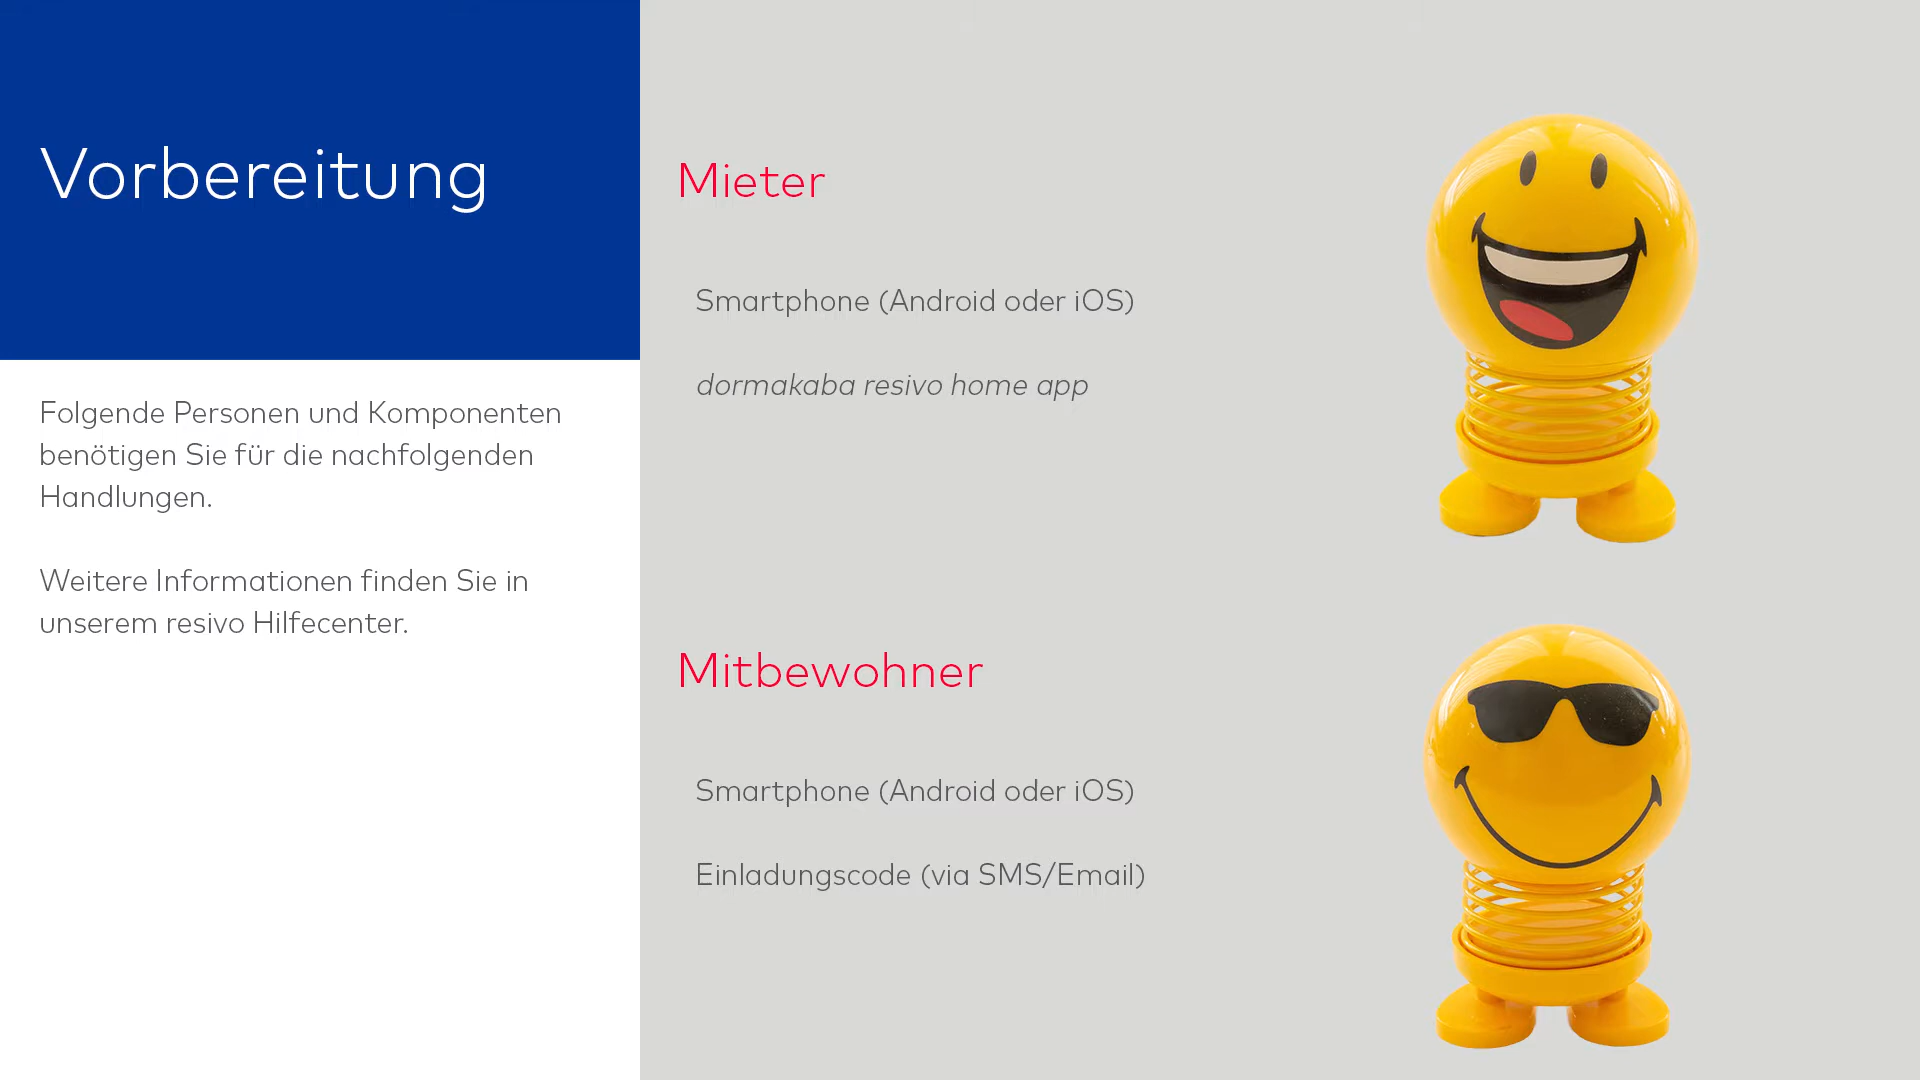 Vorbereitung
Folgende Personen und Komponenten
benötigen Sie für die nachfolgenden
Handlungen.
Weitere Informationen finden Sie in
unserem resivo Hilfecenter.
Mieter
Smartphone (Android oder iOS)
dormakaba resivo home app
Mitbewohner
Smartphone (Android oder iOS)
Einladungscode (via SMS/Email)